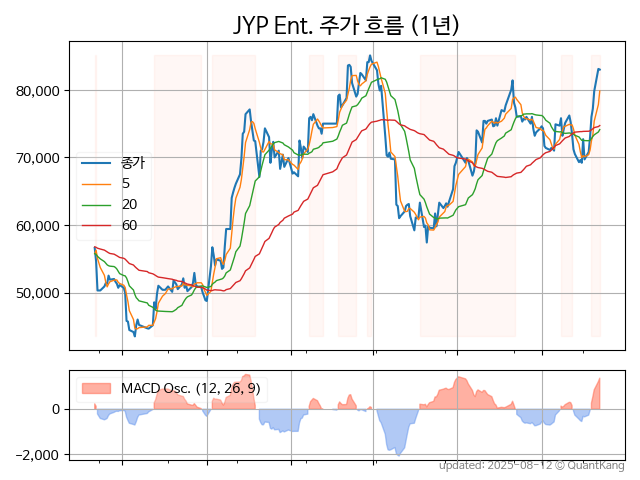 JYP Ent. 주가 흐름 (1년)
80,000
70,000
60,000
50,000
종가
5
20
60
MACD Osc. (12, 26, 9)
0
−2,000
updated: 2025-08-12 © QuantKang